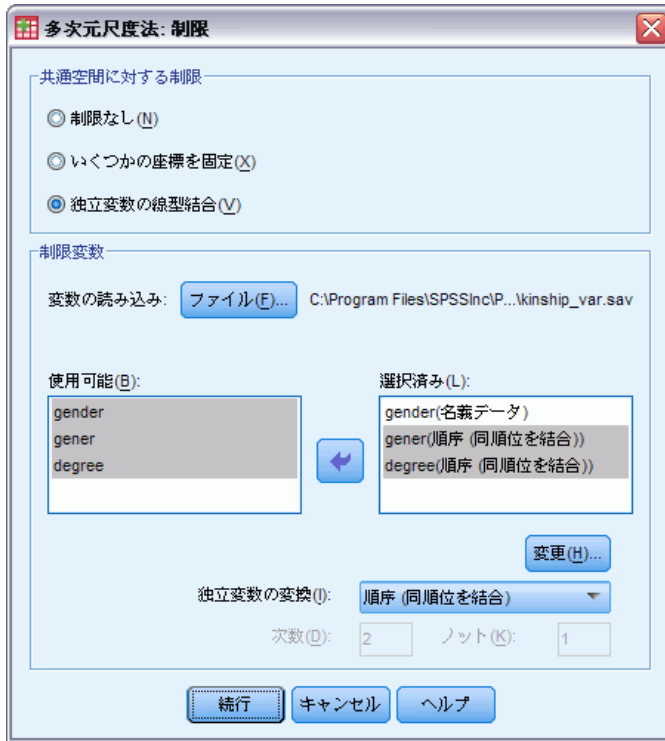 多次元尺度法: 制限
共通空間に対する制限
制限なし(N)
いくつかの座標を固定(X)
独立変数の線型結合(V)
制限変数
変数の読み込み: ファイル(F)... C:\Program Files\SPSSInc\P...\kinship_var.sav
使用可能(B): 選択済み(L):
gender gender(名義データ)
gener gener(順序 (同順位を結合))
degree degree(順序 (同順位を結合))
変更(H)...
独立変数の変換(I): 順序 (同順位を結合)
次数(D): 2 ノット(K): 1
続行 キャンセル ヘルプ